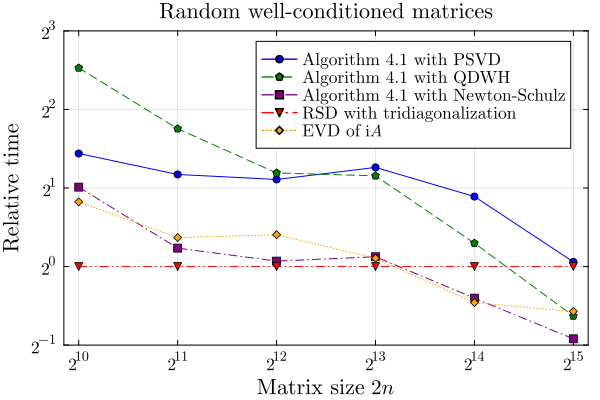 Random well-conditioned matrices
Relative time
2^3
2^2
2^1
2^0
2^−1
Algorithm 4.1 with PSVD
Algorithm 4.1 with QDWH
Algorithm 4.1 with Newton-Schulz
RSD with tridiagonalization
EVD of iA
2^10 2^11 2^12 2^13 2^14 2^15
Matrix size 2n